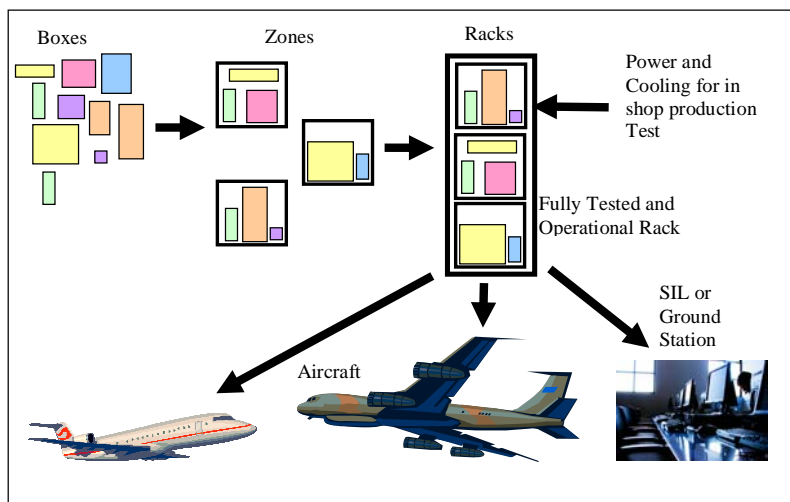 Boxes
Zones
Racks
Power and
Cooling for in
shop production
Test
Fully Tested and
Operational Rack
SIL or
Ground
Station
Aircraft